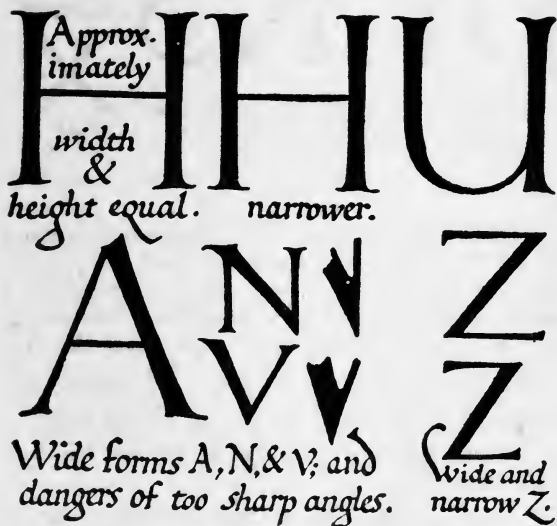 H H U
Approx-
imately
width
&
height equal. narrower.
A N Z
V Z
Wide forms A, N, & V; and
dangers of too sharp angles.
Wide and
narrow Z.